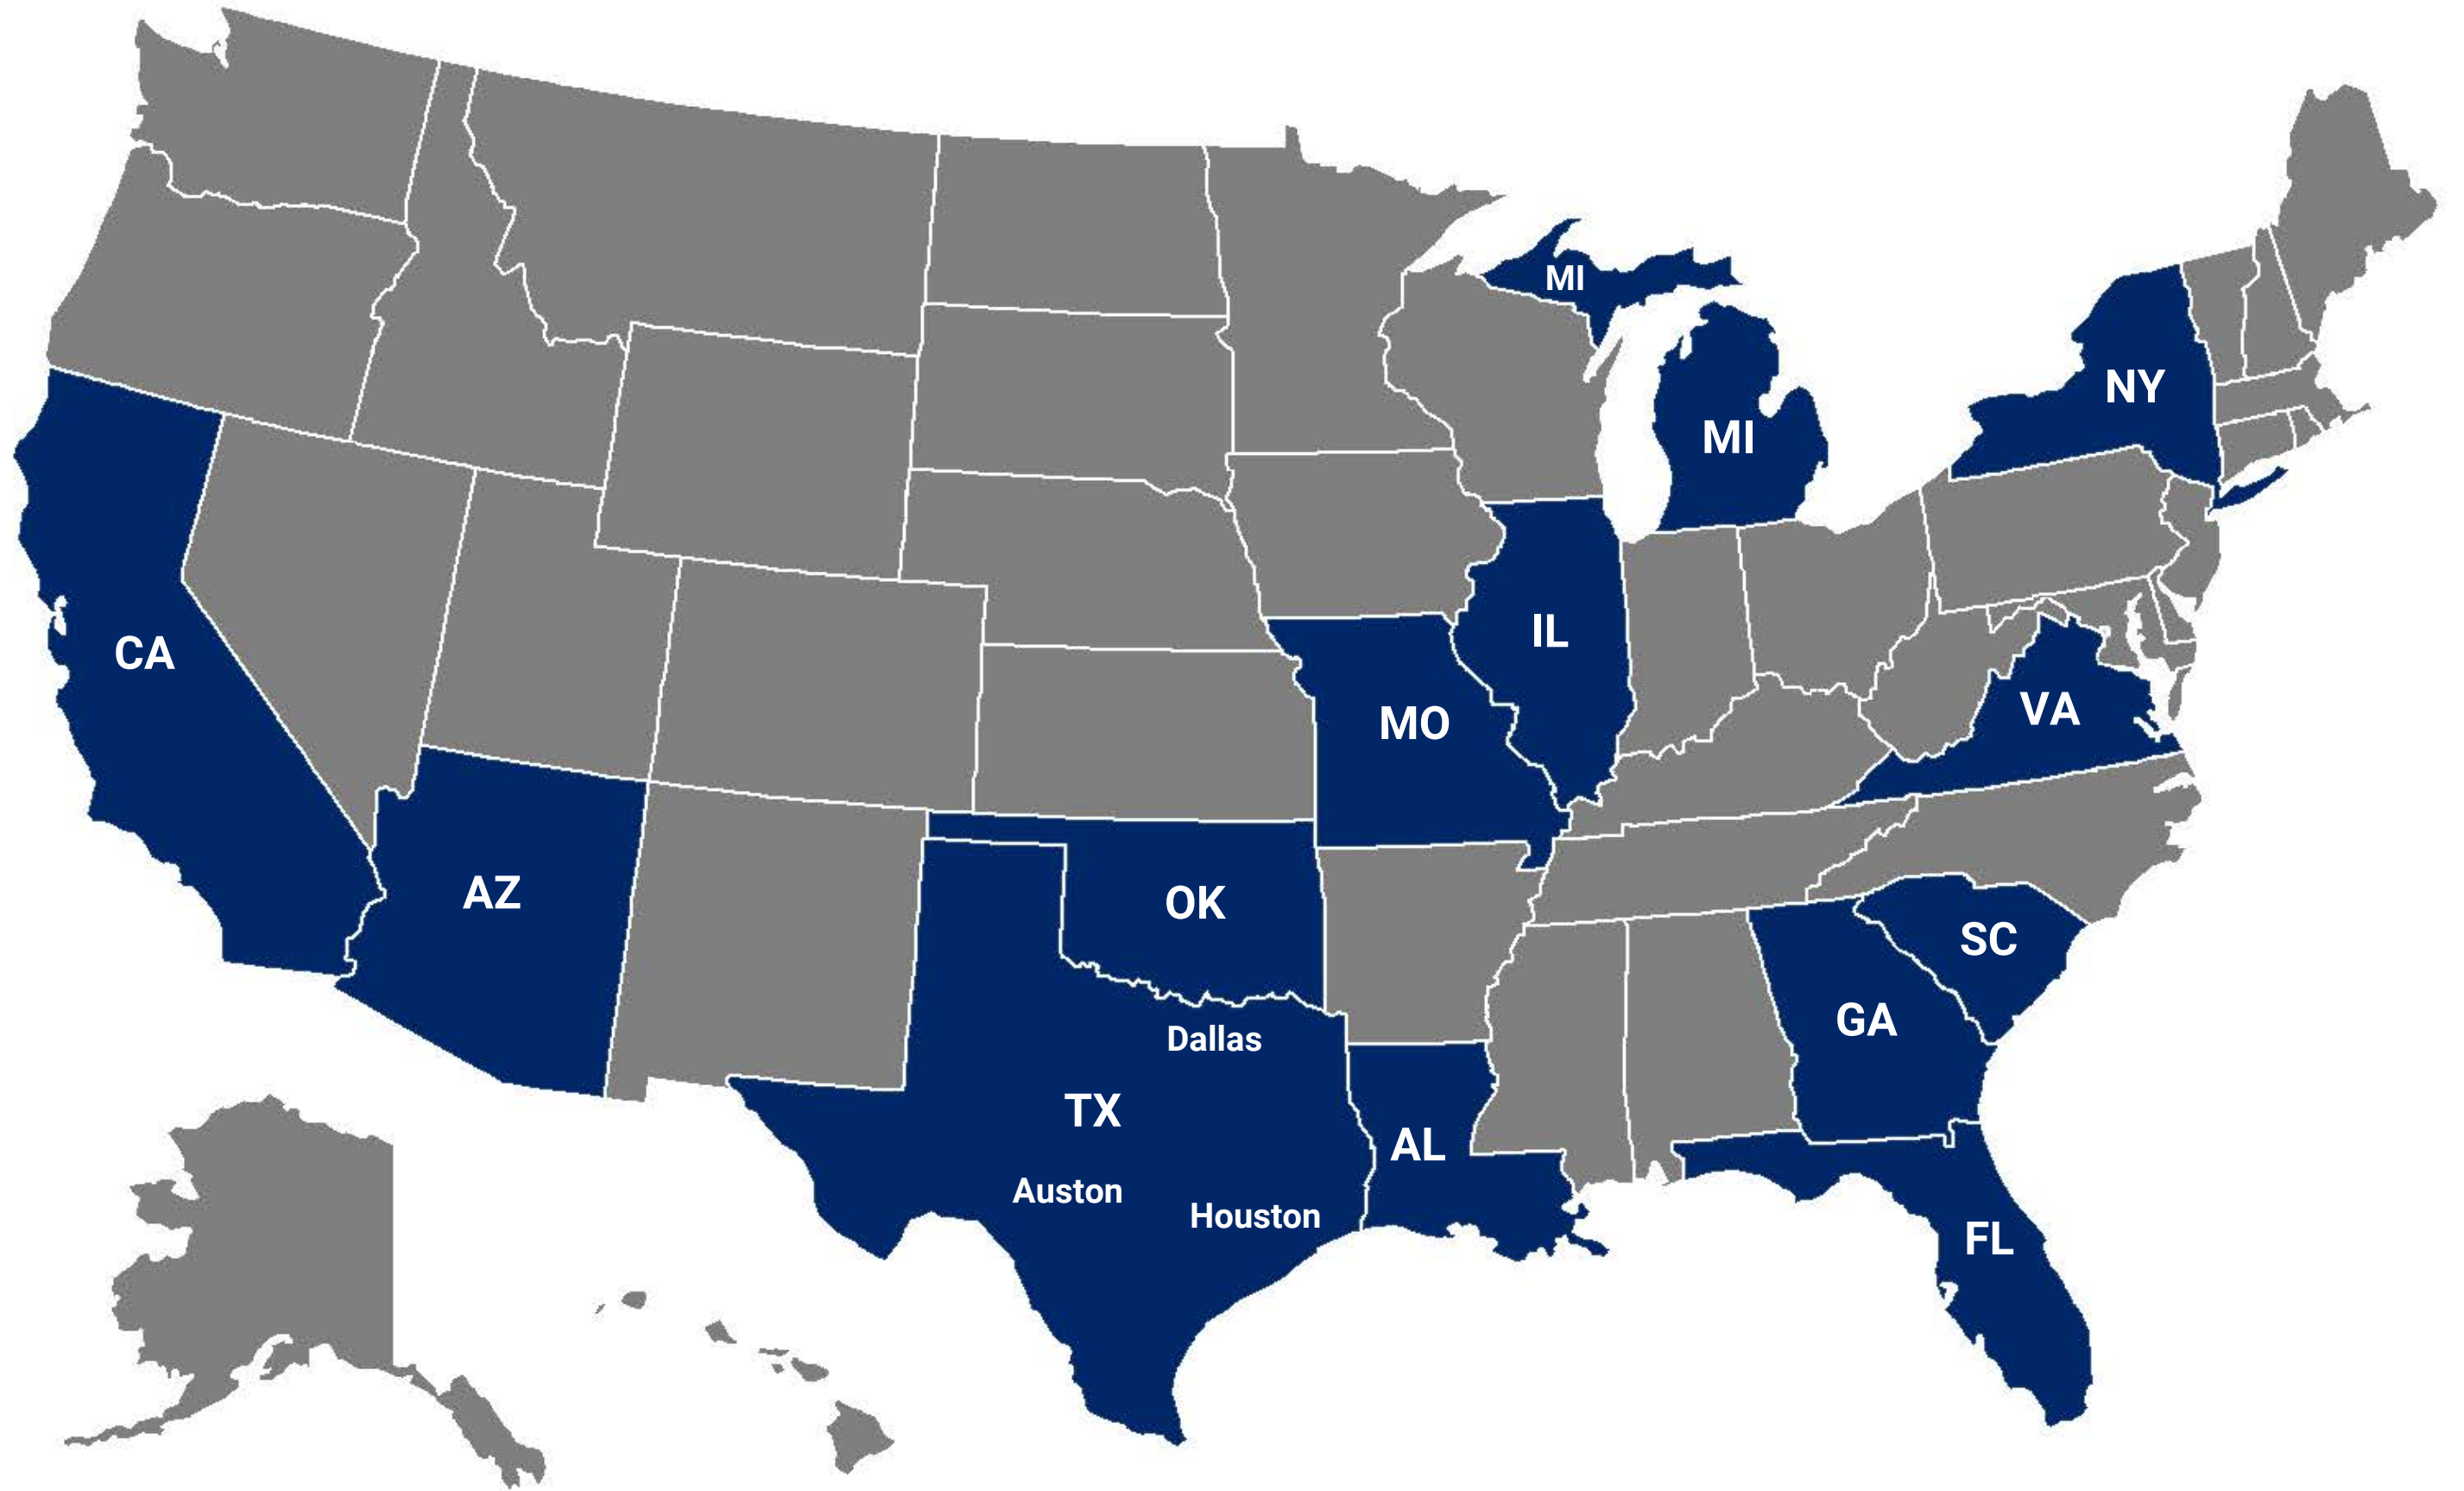 MI
NY
MI
IL
CA
VA
MO
AZ
OK
SC
GA
Dallas
TX
AL
Auston
Houston
FL